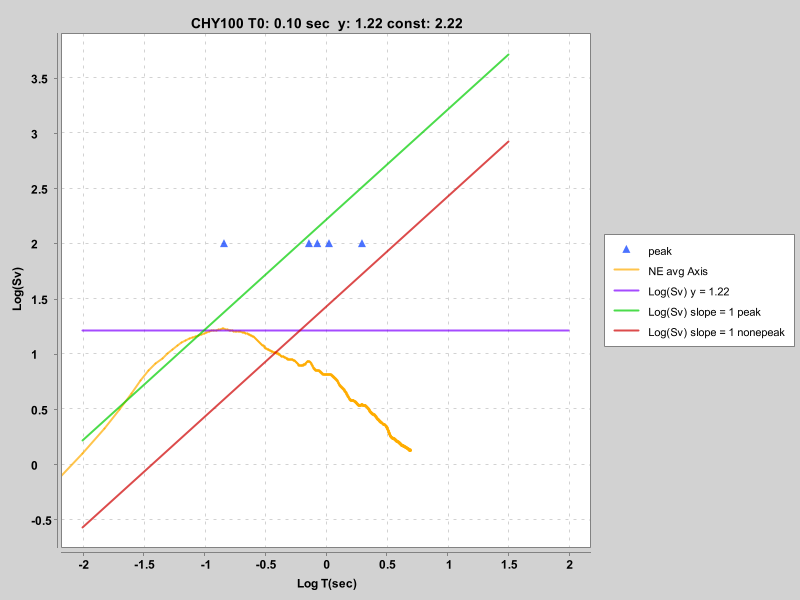 CHY100 T0: 0.10 sec  y: 1.22 const: 2.22
3.5
3
2.5
2
1.5
1
0.5
0
-0.5
Log(Sv)
-2 -1.5 -1 -0.5 0 0.5 1 1.5 2
Log T(sec)
peak
NE avg Axis
Log(Sv) y = 1.22
Log(Sv) slope = 1 peak
Log(Sv) slope = 1 nonepeak